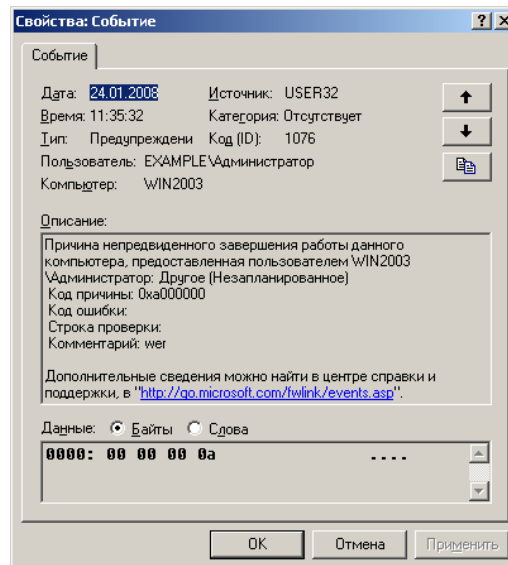 Свойства: Событие
Событие
Дата: 24.01.2008 Источник: USER32
Время: 11:35:32 Категория: Отсутствует
Тип: Предупреждени Код (ID): 1076
Пользователь: EXAMPLE\Администратор
Компьютер: WIN2003
Описание:
Причина непредвиденного завершения работы данного
компьютера, предоставленная пользователем WIN2003
\Администратор: Другое (Незапланированное)
Код причины: 0xa000000
Код ошибки:
Строка проверки:
Комментарий: wer
Дополнительные сведения можно найти в центре справки и
поддержки, в "http://go.microsoft.com/fwlink/events.asp".
Данные: Байты Слова
0000: 00 00 00 0a ....
OK Отмена Применить